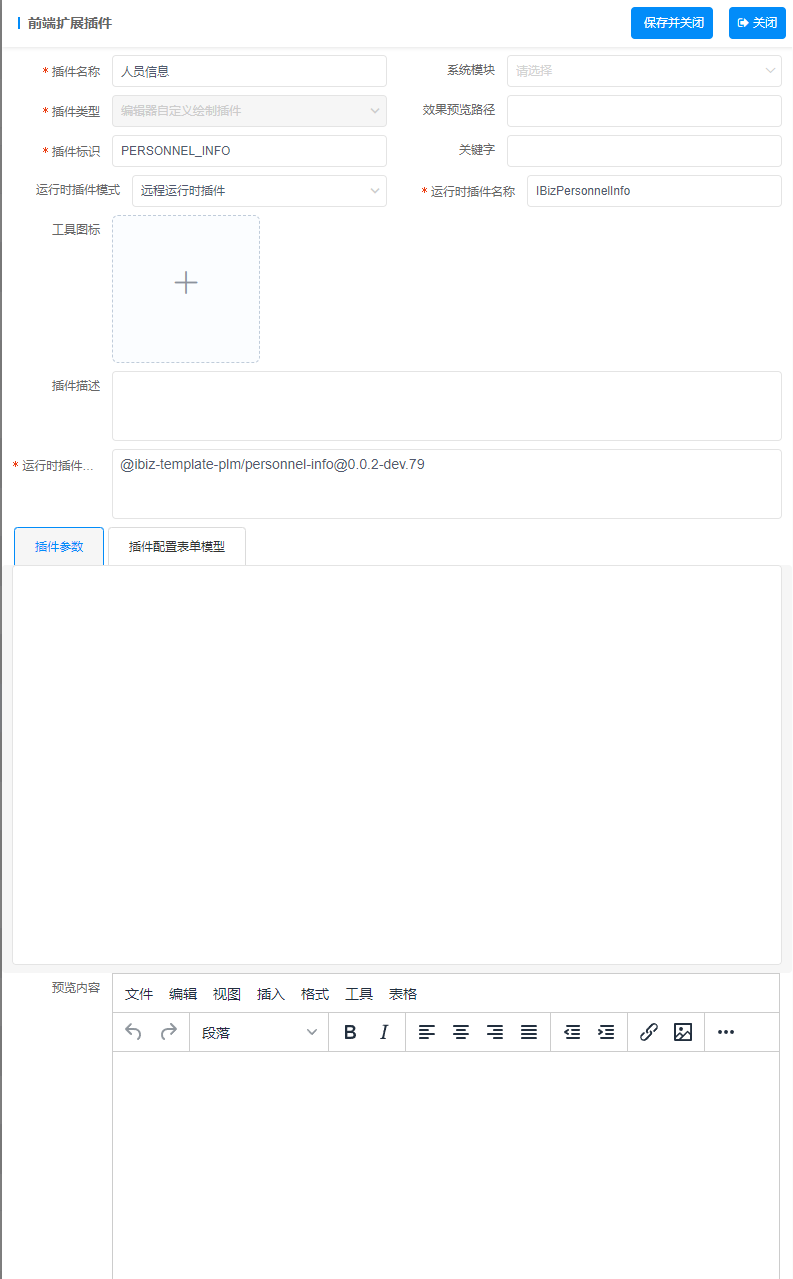 前端扩展插件
保存并关闭
关闭
* 插件名称 人员信息
系统模块 请选择
* 插件类型 编辑器自定义绘制插件
效果预览路径
* 插件标识 PERSONNEL_INFO
关键字
运行时插件模式 远程运行时插件
* 运行时插件名称 IBizPersonnelInfo
工具图标
插件描述
* 运行时插件... @ibiz-template-plm/personnel-info@0.0.2-dev.79
插件参数 插件配置表单模型
预览内容
文件 编辑 视图 插入 格式 工具 表格
段落 B I